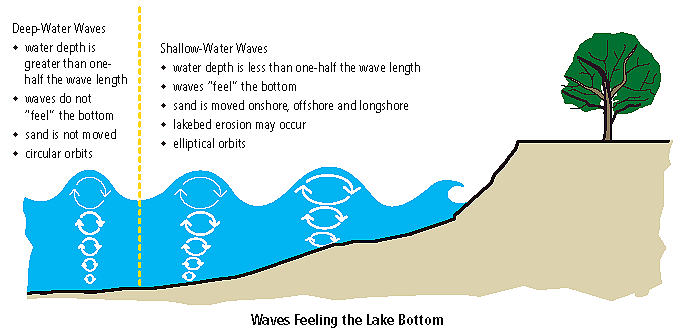 Deep-Water Waves
◆ water depth is
greater than one-
half the wave length
◆ waves do not
"feel" the bottom
◆ sand is not moved
◆ circular orbits
Shallow-Water Waves
◆ water depth is less than one-half the wave length
◆ waves "feel" the bottom
◆ sand is moved onshore, offshore and longshore
◆ lakebed erosion may occur
◆ elliptical orbits
Waves Feeling the Lake Bottom